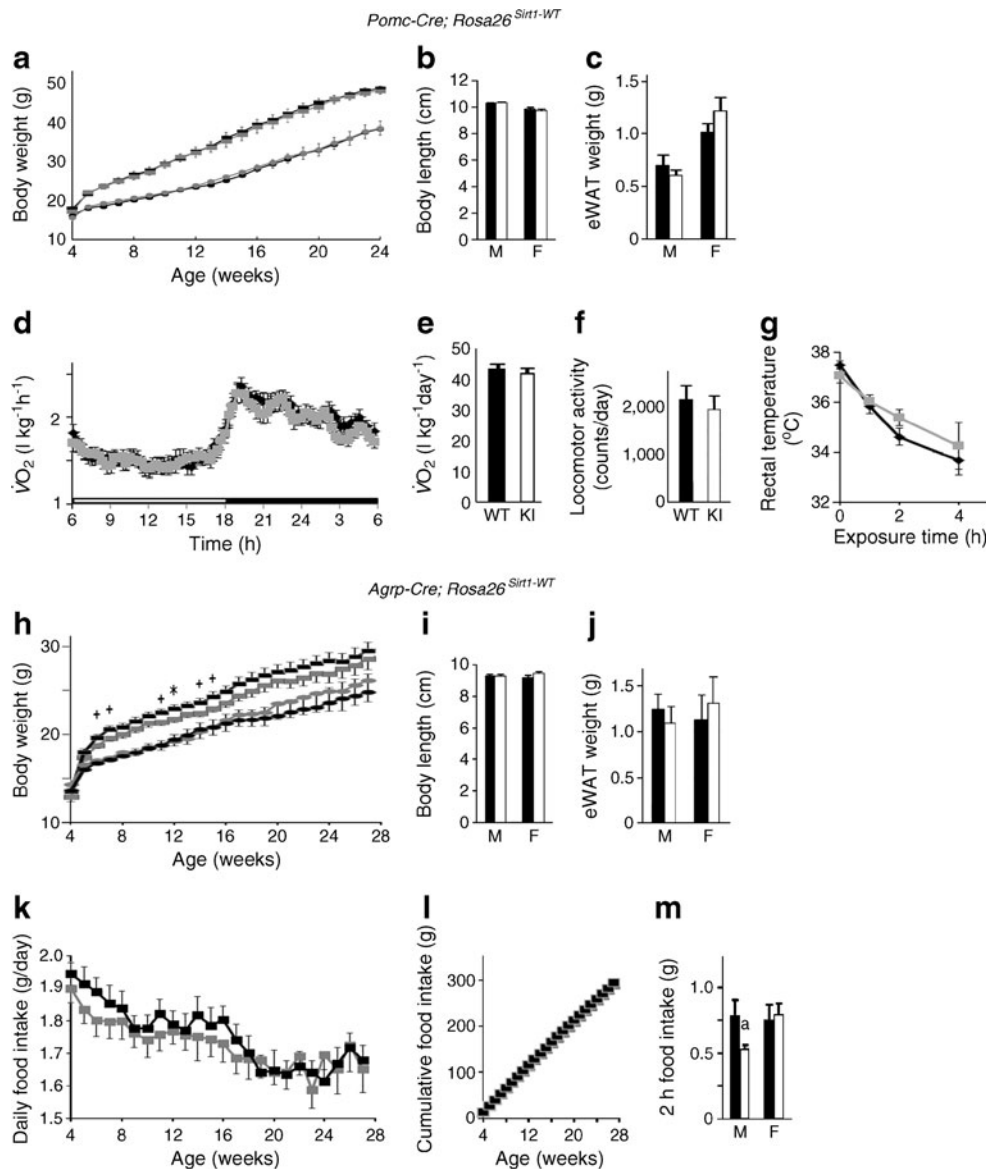 Pomc-Cre; Rosa26^Sirt1-WT
a
b
c
Body weight (g)
50
40
30
20
10
4
8
12
16
20
24
Age (weeks)
Body length (cm)
12
10
8
6
4
2
0
M
F
eWAT weight (g)
1.5
1.0
0.5
0
M
F
d
e
f
g
V̇O₂ (l kg⁻¹h⁻¹)
2
1
6
9
12
15
18
21
24
3
6
Time (h)
V̇O₂ (l kg⁻¹day⁻¹)
50
40
30
20
10
0
WT
KI
Locomotor activity
(counts/day)
2,000
1,000
0
WT
KI
Rectal temperature
(°C)
38
36
34
32
0
2
4
Exposure time (h)
Agrp-Cre; Rosa26^Sirt1-WT
h
i
j
Body weight (g)
30
20
10
4
8
12
16
20
24
28
Age (weeks)
Body length (cm)
10
8
6
4
2
0
M
F
eWAT weight (g)
1.5
1.0
0.5
0
M
F
k
l
m
Daily food intake (g/day)
2.0
1.9
1.8
1.7
1.6
1.5
4
8
12
16
20
24
28
Age (weeks)
Cumulative food intake (g)
300
200
100
0
4
12
20
28
Age (weeks)
2 h food intake (g)
1.0
0.5
0
a
M
F